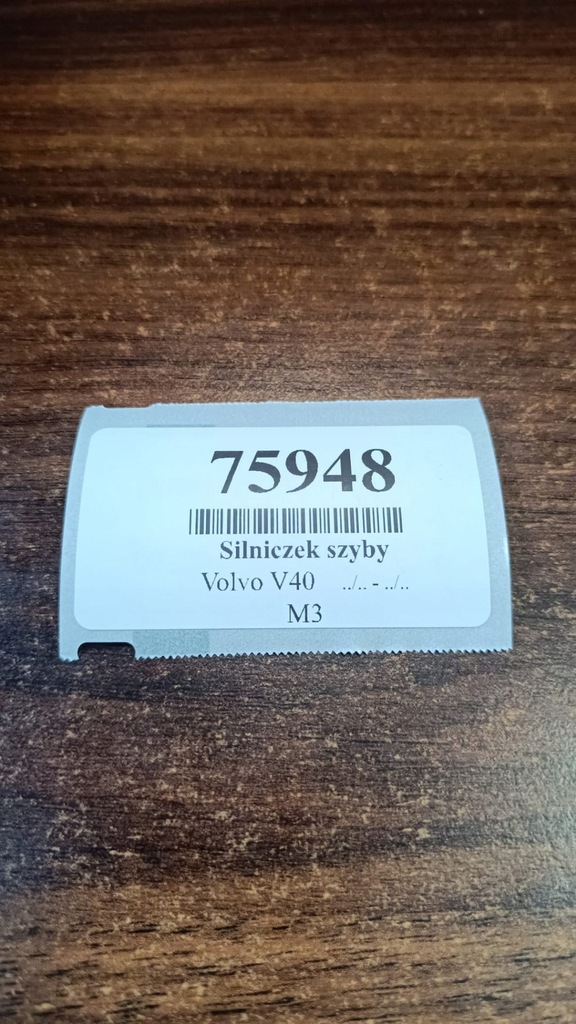 75948
Silniczek szyby
Volvo V40 ../.. - ../..
M3